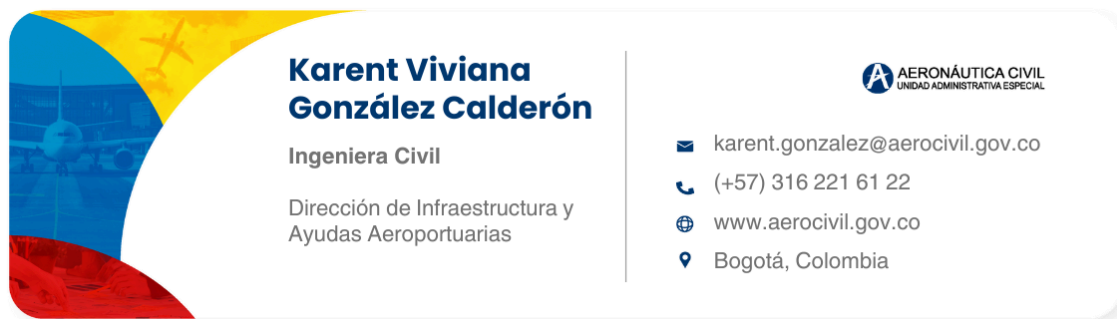 Karent Viviana
González Calderón
Ingeniera Civil
Dirección de Infraestructura y
Ayudas Aeroportuarias
AERONÁUTICA CIVIL
UNIDAD ADMINISTRATIVA ESPECIAL
karent.gonzalez@aerocivil.gov.co
(+57) 316 221 61 22
www.aerocivil.gov.co
Bogotá, Colombia